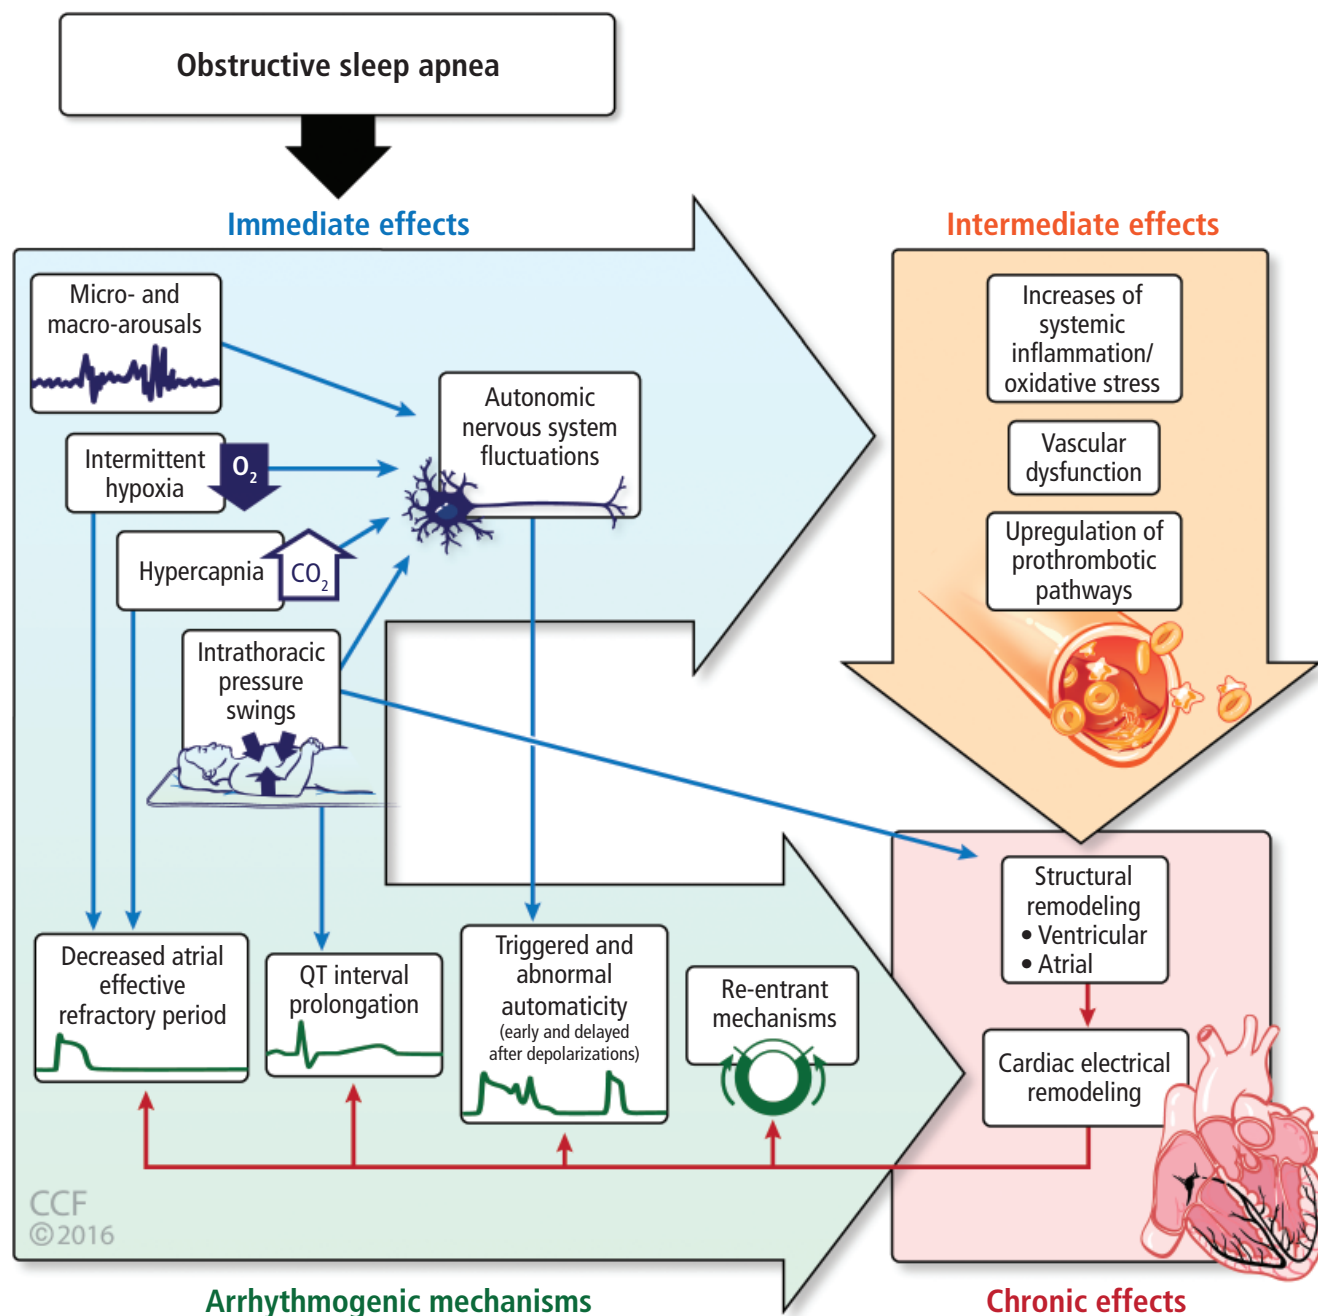 Obstructive sleep apnea
Immediate effects
Intermediate effects
Micro- and
macro-arousals
Intermittent
hypoxia
O₂
Hypercapnia
CO₂
Intrathoracic
pressure
swings
Autonomic
nervous system
fluctuations
Increases of
systemic
inflammation/
oxidative stress
Vascular
dysfunction
Upregulation of
prothrombotic
pathways
Decreased atrial
effective
refractory period
QT interval
prolongation
Triggered and
abnormal
automaticity
(early and delayed
after depolarizations)
Re-entrant
mechanisms
Structural
remodeling
• Ventricular
• Atrial
Cardiac electrical
remodeling
CCF
©2016
Arrhythmogenic mechanisms
Chronic effects